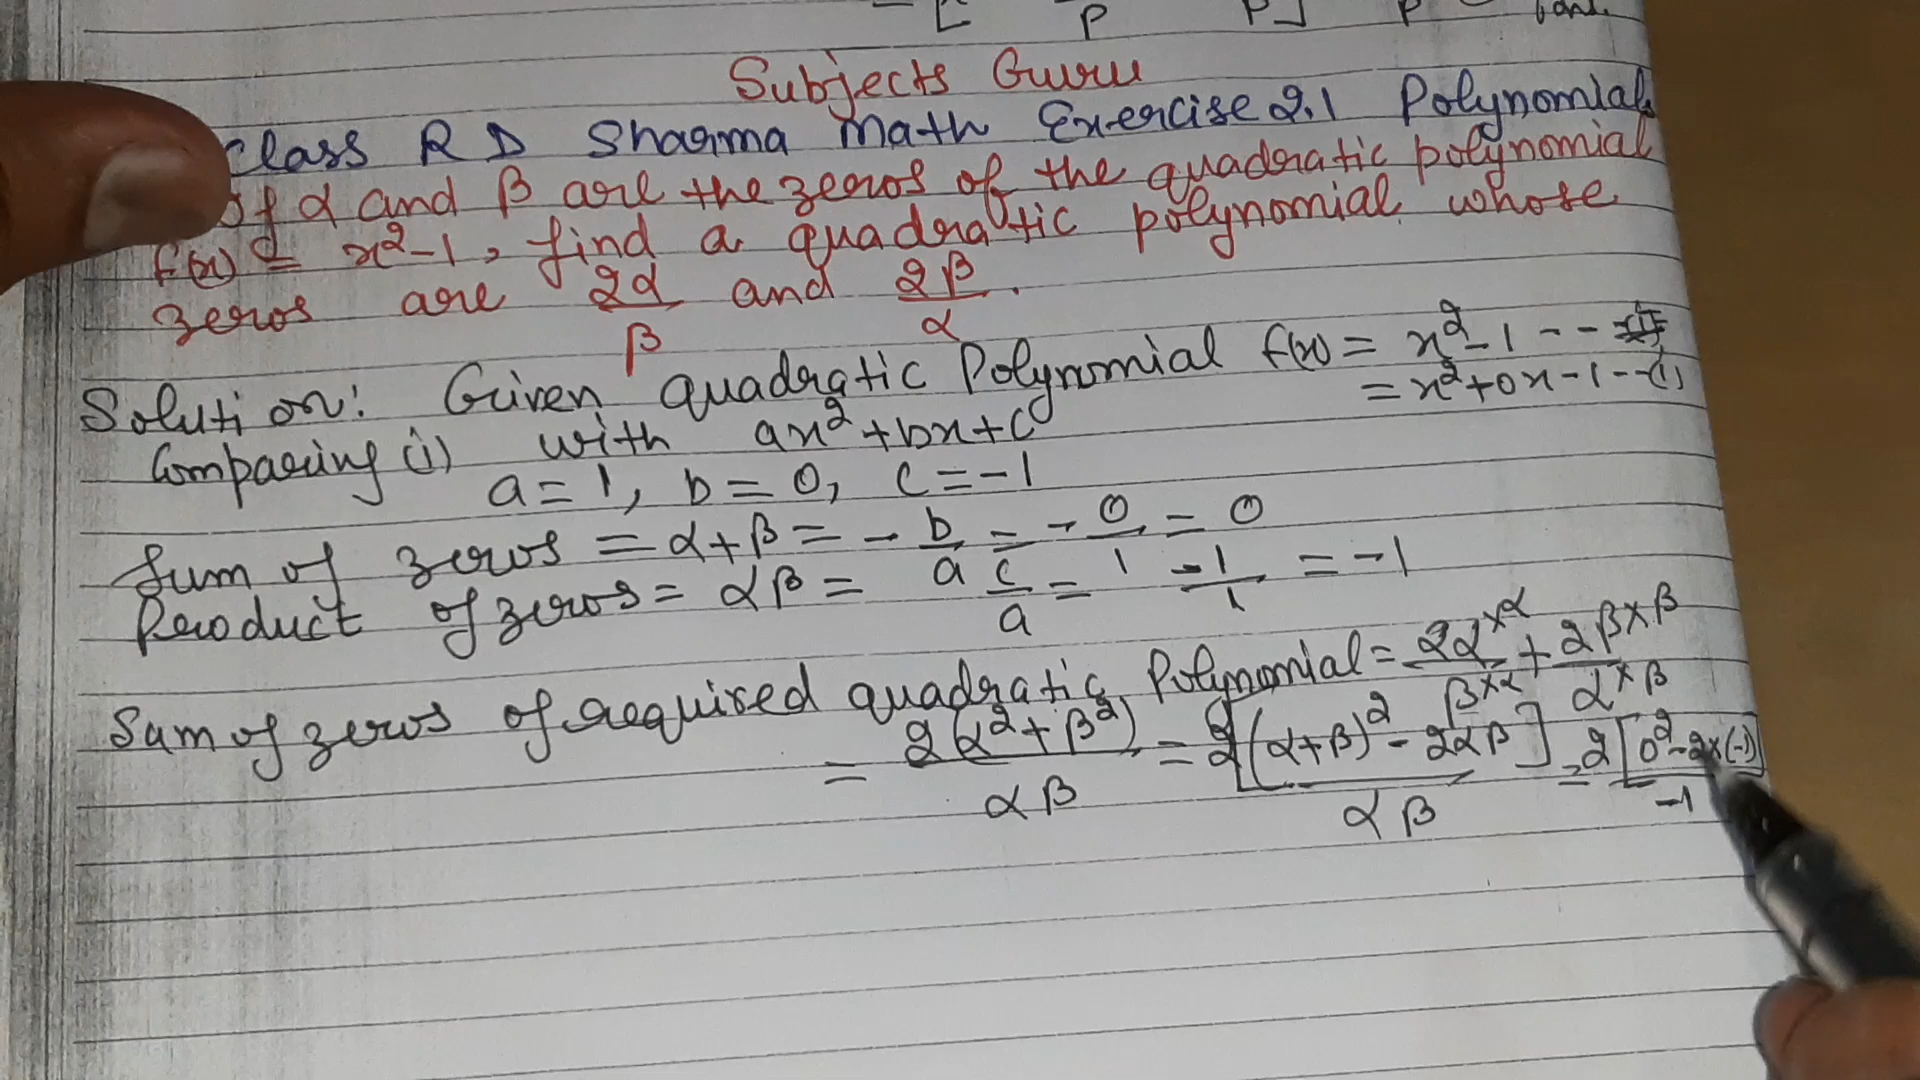 [ P P] P
Subjects Guru
class R D Sharma Math Exercise 2.1 Polynomials
If α and β are the zeros of the quadratic polynomial
f(x) = x²-1, find a quadratic polynomial whose
zeros are 2α/β and 2β/α.
Solution: Given quadratic Polynomial f(x) = x²-1 --
= x²+0x-1--(i)
Comparing (i) with ax²+bx+c
a=1, b=0, c=-1
Sum of zeros = α+β = -b/a = -0/1 = 0
Product of zeros = αβ = c/a = -1/1 = -1
Sum of zeros of required quadratic Polynomial = 2α×α/β×α + 2β×β/α×β
= 2(α²+β²)/αβ = 2[(α+β)²-2αβ]/αβ = 2[0²-2×(-1)]/-1